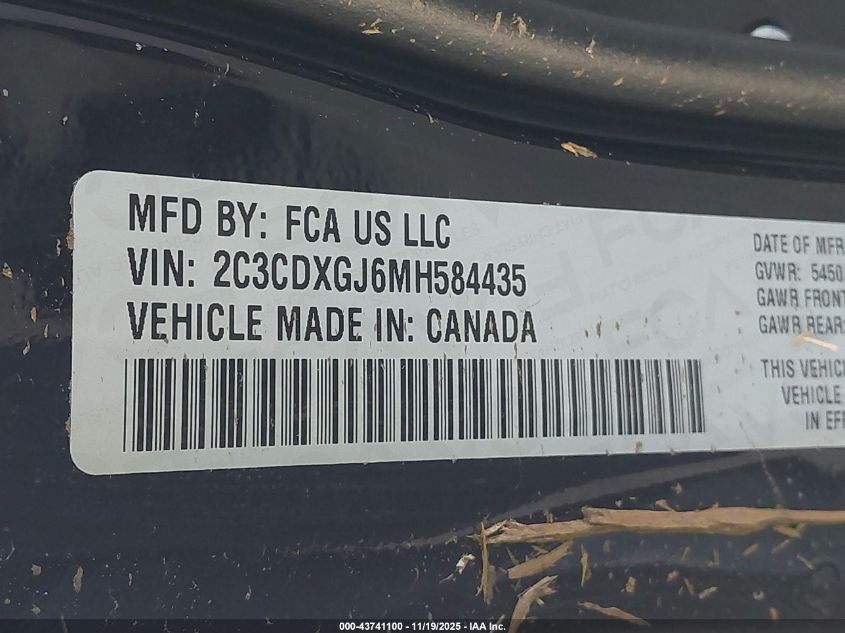 MFD BY: FCA US LLC
VIN: 2C3CDXGJ6MH584435
VEHICLE MADE IN: CANADA
DATE OF MFR
GVWR: 5450
GAWR FRONT
GAWR REAR:
THIS VEHIC
VEHICLE
IN EFF
000-43741100 - 11/19/2025 - IAA Inc.